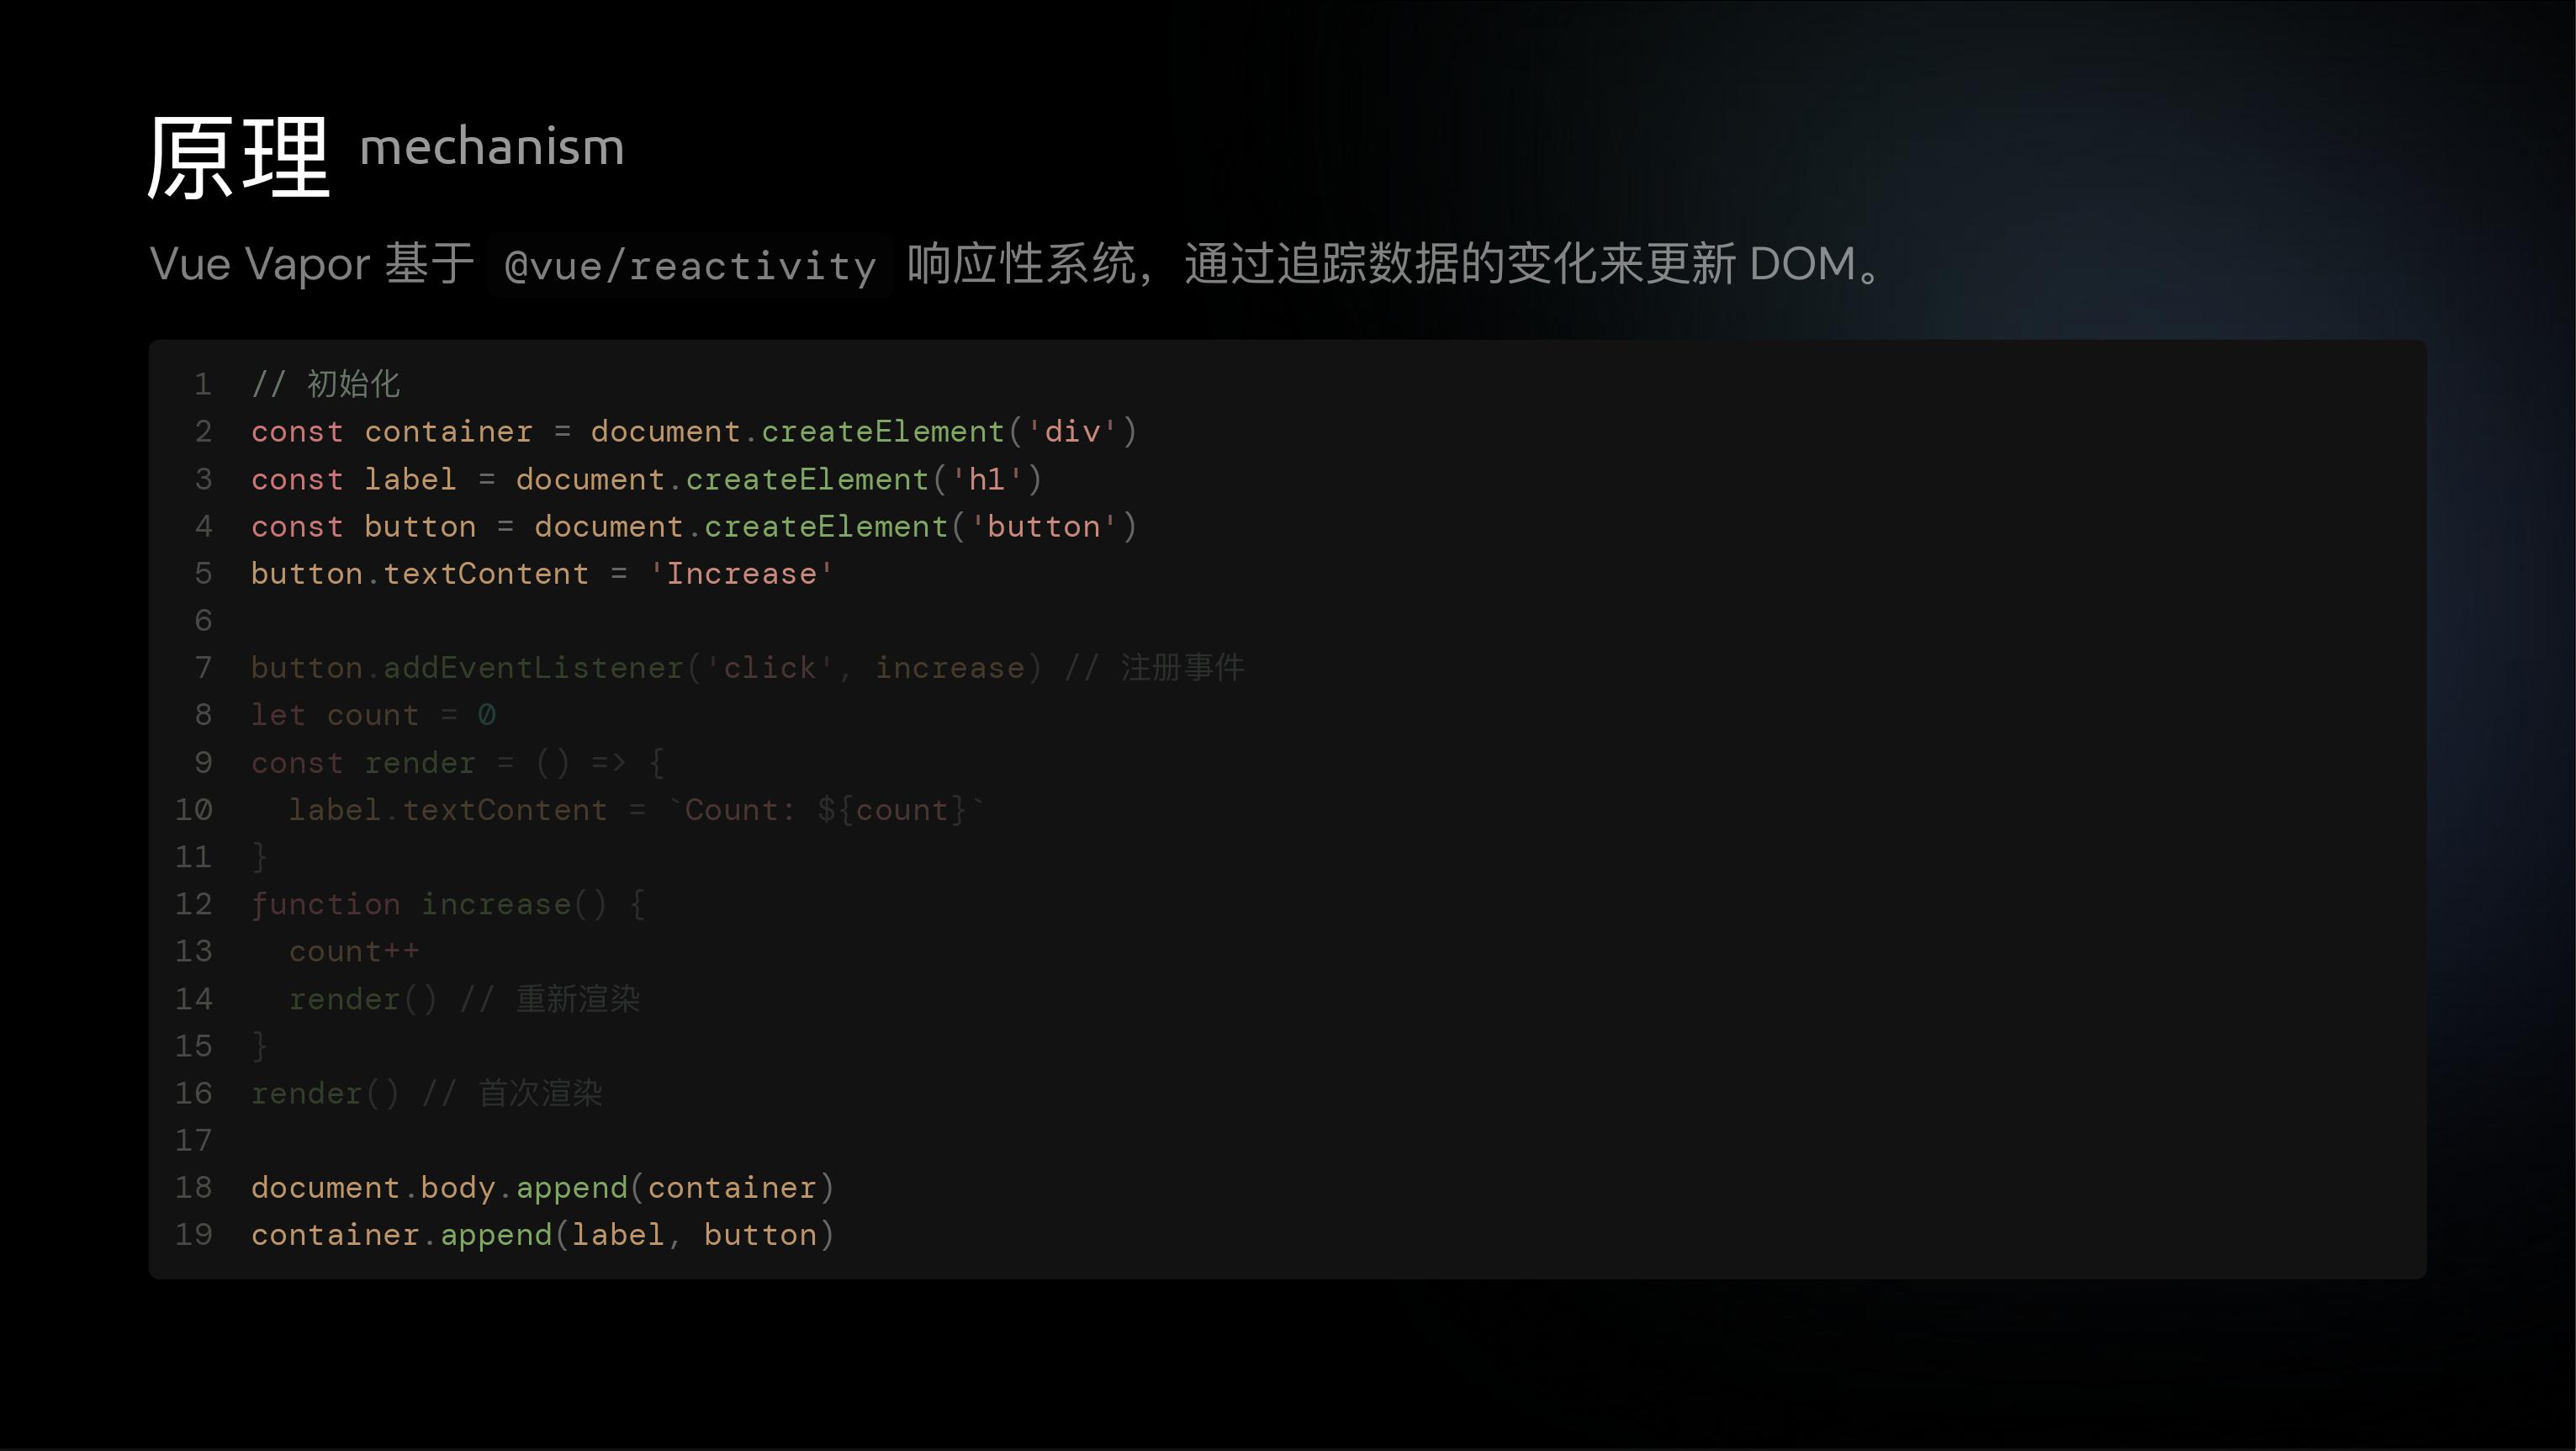 原理 mechanism
Vue Vapor 基于 @vue/reactivity 响应性系统，通过追踪数据的变化来更新 DOM。
1 // 初始化
2 const container = document.createElement('div')
3 const label = document.createElement('h1')
4 const button = document.createElement('button')
5 button.textContent = 'Increase'
6
7 button.addEventListener('click', increase) // 注册事件
8 let count = 0
9 const render = () => {
10   label.textContent = `Count: ${count}`
11 }
12 function increase() {
13   count++
14   render() // 重新渲染
15 }
16 render() // 首次渲染
17
18 document.body.append(container)
19 container.append(label, button)